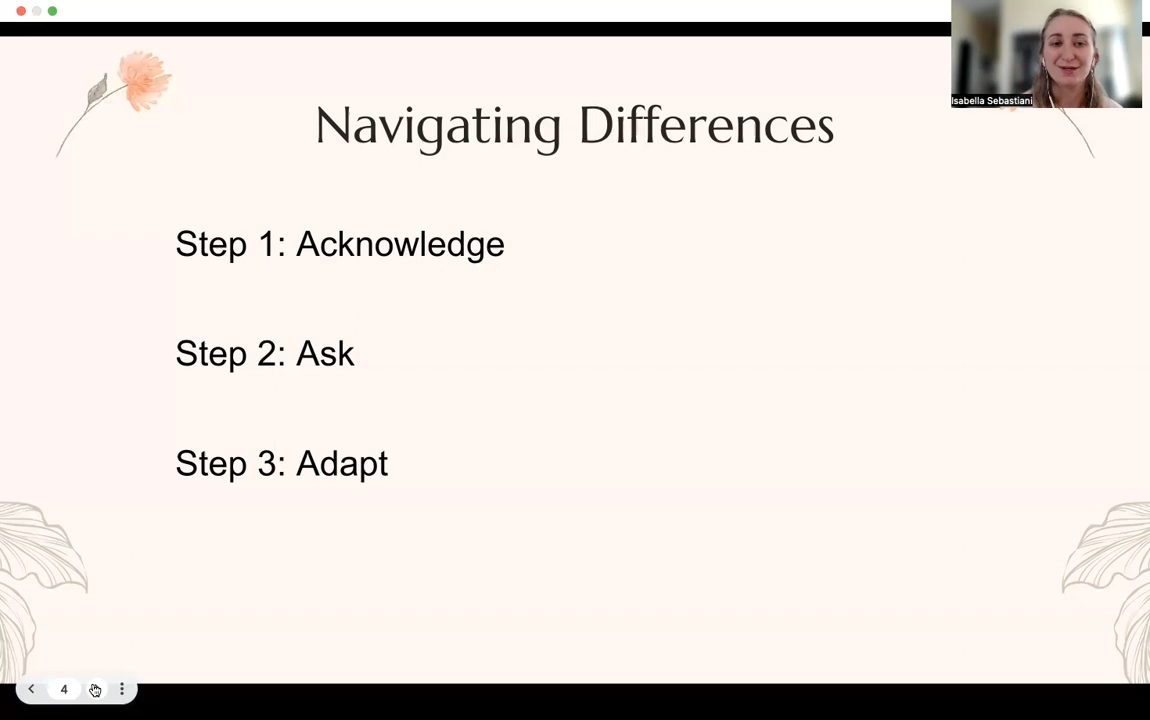 Isabella Sebastiani
Navigating Differences
Step 1: Acknowledge
Step 2: Ask
Step 3: Adapt
4